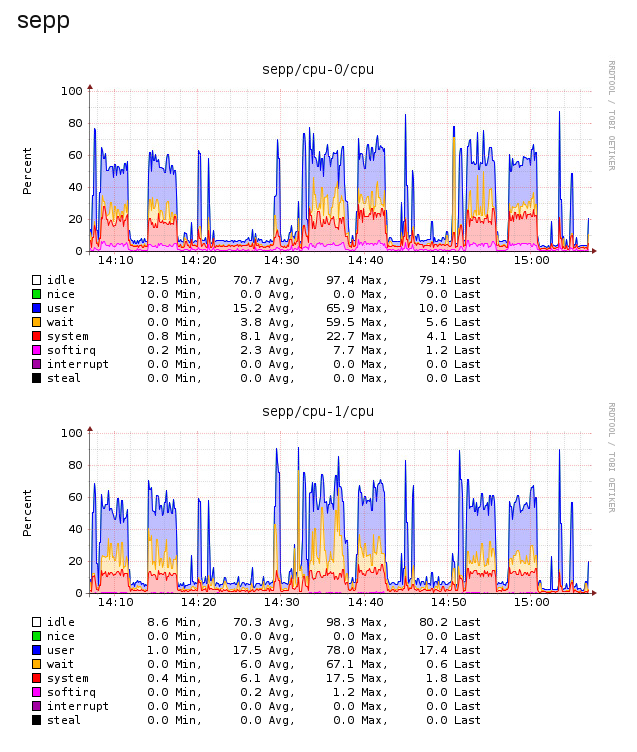 sepp
sepp/cpu-0/cpu
RRDTOOL / TOBI OETIKER
Percent
100
80
60
40
20
0
14:10 14:20 14:30 14:40 14:50 15:00
idle 12.5 Min, 70.7 Avg, 97.4 Max, 79.1 Last
nice 0.0 Min, 0.0 Avg, 0.0 Max, 0.0 Last
user 0.8 Min, 15.2 Avg, 65.9 Max, 10.0 Last
wait 0.0 Min, 3.8 Avg, 59.5 Max, 5.6 Last
system 0.8 Min, 8.1 Avg, 22.7 Max, 4.1 Last
softirq 0.2 Min, 2.3 Avg, 7.7 Max, 1.2 Last
interrupt 0.0 Min, 0.0 Avg, 0.0 Max, 0.0 Last
steal 0.0 Min, 0.0 Avg, 0.0 Max, 0.0 Last
sepp/cpu-1/cpu
RRDTOOL / TOBI OETIKER
Percent
100
80
60
40
20
0
14:10 14:20 14:30 14:40 14:50 15:00
idle 8.6 Min, 70.3 Avg, 98.3 Max, 80.2 Last
nice 0.0 Min, 0.0 Avg, 0.0 Max, 0.0 Last
user 1.0 Min, 17.5 Avg, 78.0 Max, 17.4 Last
wait 0.0 Min, 6.0 Avg, 67.1 Max, 0.6 Last
system 0.4 Min, 6.1 Avg, 17.5 Max, 1.8 Last
softirq 0.0 Min, 0.2 Avg, 1.2 Max, 0.0 Last
interrupt 0.0 Min, 0.0 Avg, 0.0 Max, 0.0 Last
steal 0.0 Min, 0.0 Avg, 0.0 Max, 0.0 Last